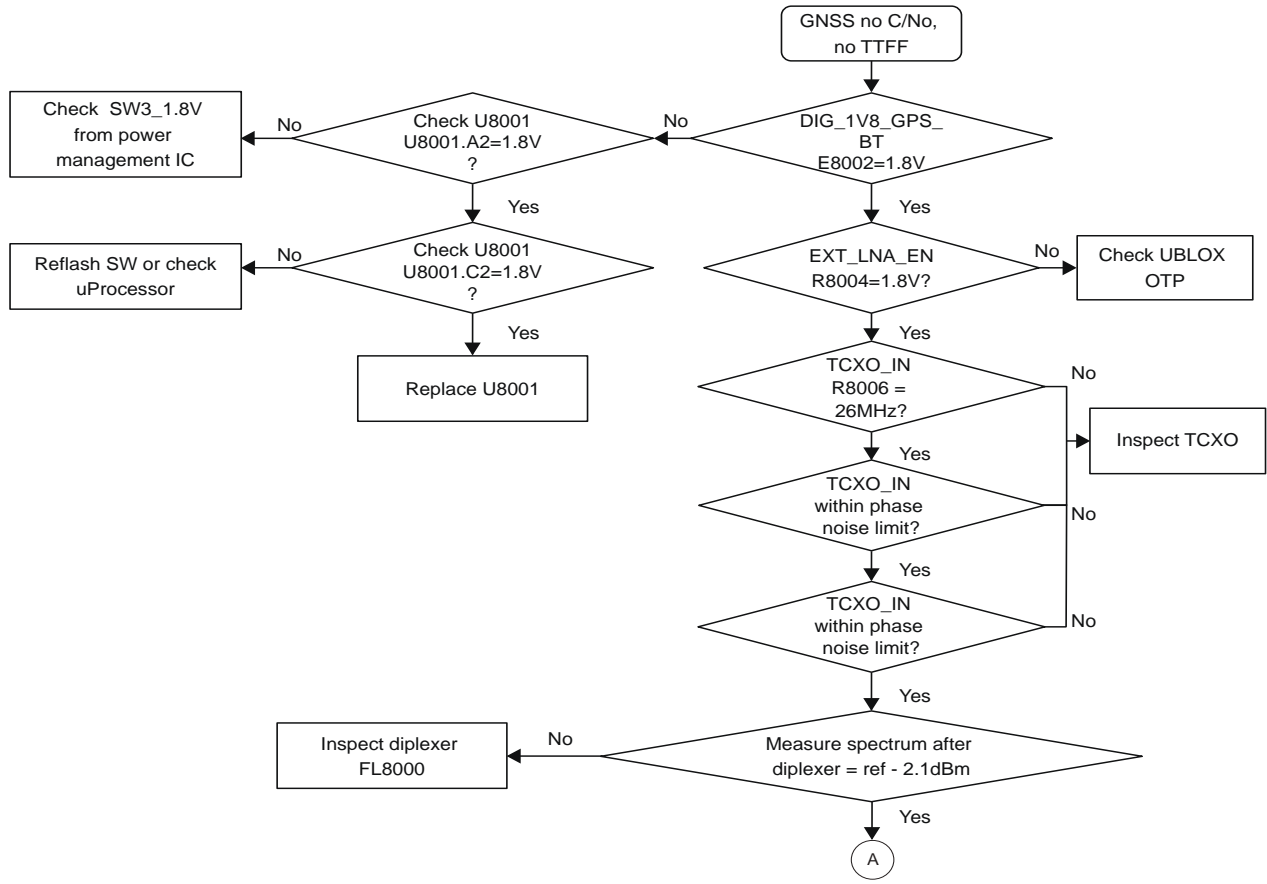 GNSS no C/No,
no TTFF
Check SW3_1.8V
from power
management IC
No
Check U8001
U8001.A2=1.8V
?
No
DIG_1V8_GPS_
BT
E8002=1.8V
Yes
Yes
Reflash SW or check
uProcessor
No
Check U8001
U8001.C2=1.8V
?
EXT_LNA_EN
R8004=1.8V?
No
Check UBLOX
OTP
Yes
Yes
Replace U8001
TCXO_IN
R8006 =
26MHz?
No
Inspect TCXO
Yes
TCXO_IN
within phase
noise limit?
No
Yes
TCXO_IN
within phase
noise limit?
No
Yes
Inspect diplexer
FL8000
No
Measure spectrum after
diplexer = ref - 2.1dBm
Yes
A